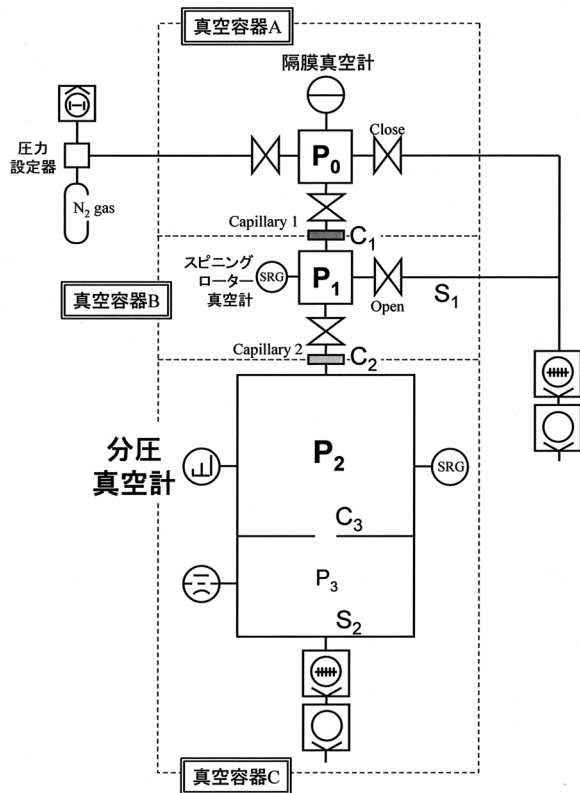 真空容器A
隔膜真空計
圧力
設定器
N2 gas
P0
Close
Capillary 1
C1
スピニング
ローター
真空計
SRG
P1
Open
S1
真空容器B
Capillary 2
C2
分圧
真空計
P2
SRG
C3
P3
S2
真空容器C